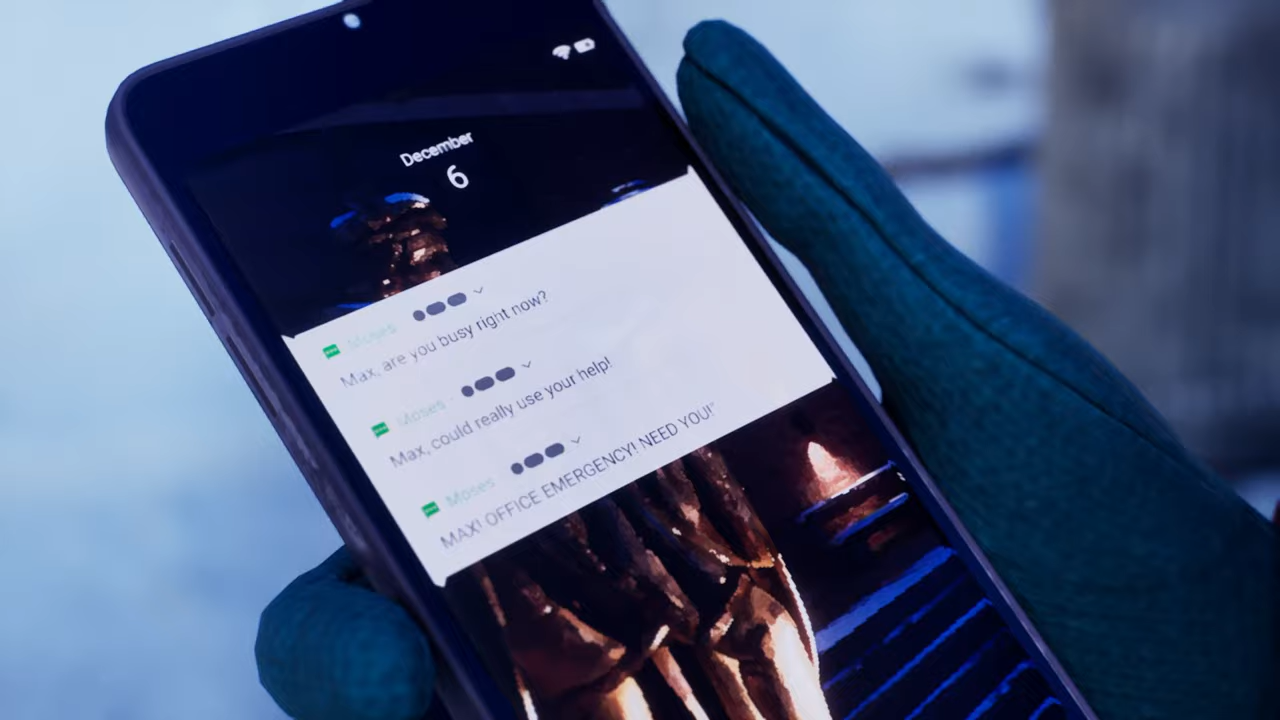 December
6
Moses
Max, are you busy right now?
Moses
Max, could really use your help!
Moses
MAX! OFFICE EMERGENCY! NEED YOU!"